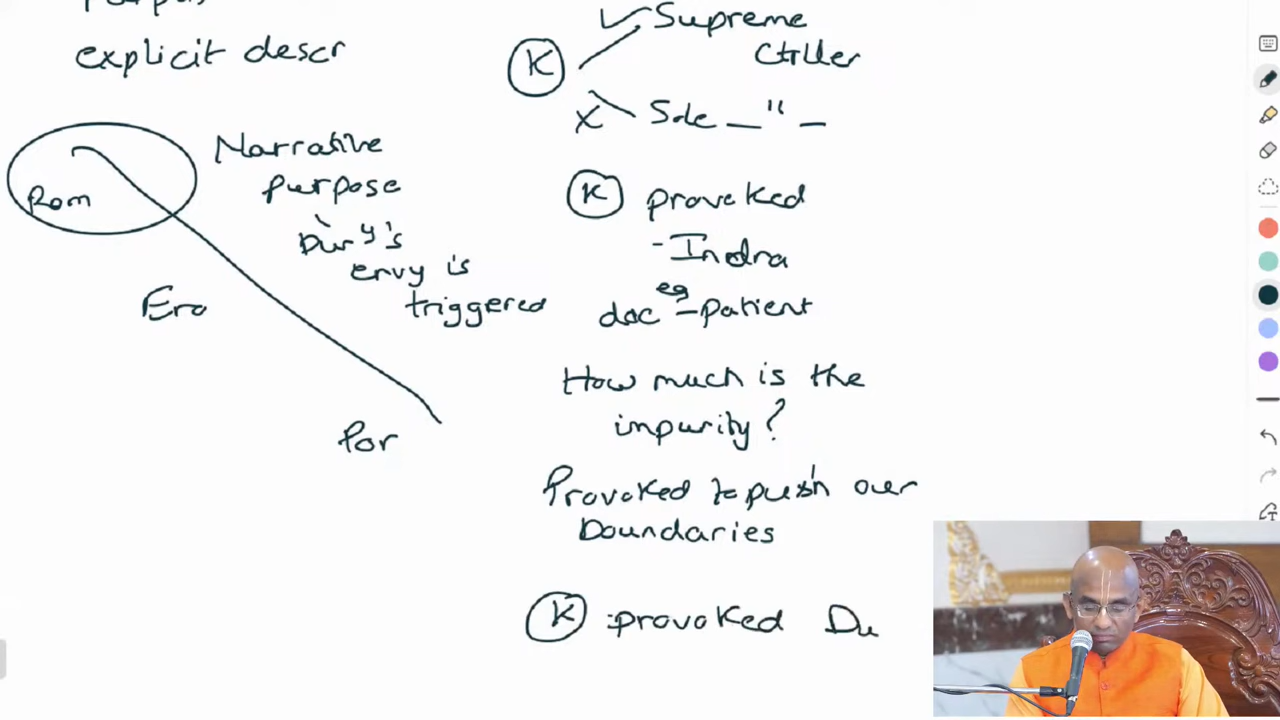 explicit descr
Rom
Narrative
purpose
Dury's
envy is
triggered
Ero
Por
K
Supreme
Ctrller
X Sole — " —
K provoked
- Indra
eg
doc - patient
How much is the
impurity?
Provoked to push our
boundaries
K provoked Du